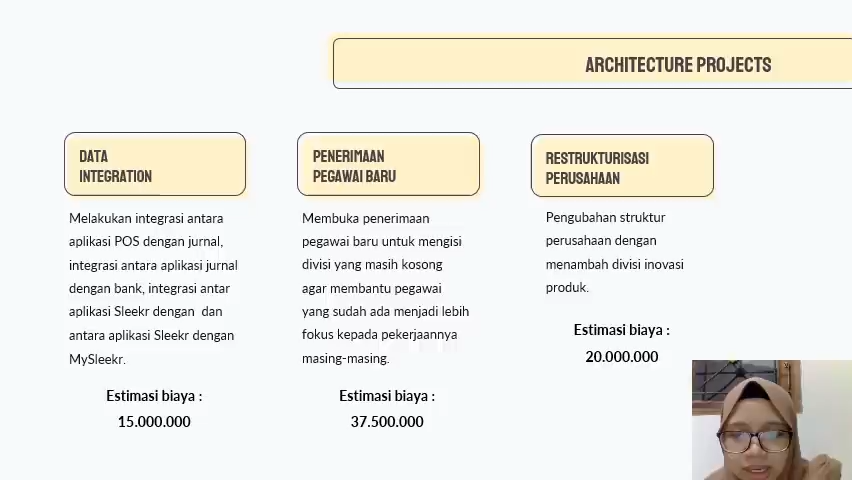 ARCHITECTURE PROJECTS
DATA
INTEGRATION
Melakukan integrasi antara
aplikasi POS dengan jurnal,
integrasi antara aplikasi jurnal
dengan bank, integrasi antar
aplikasi Sleekr dengan  dan
antara aplikasi Sleekr dengan
MySleekr.
Estimasi biaya :
15.000.000
PENERIMAAN
PEGAWAI BARU
Membuka penerimaan
pegawai baru untuk mengisi
divisi yang masih kosong
agar membantu pegawai
yang sudah ada menjadi lebih
fokus kepada pekerjaannya
masing-masing.
Estimasi biaya :
37.500.000
RESTRUKTURISASI
PERUSAHAAN
Pengubahan struktur
perusahaan dengan
menambah divisi inovasi
produk.
Estimasi biaya :
20.000.000